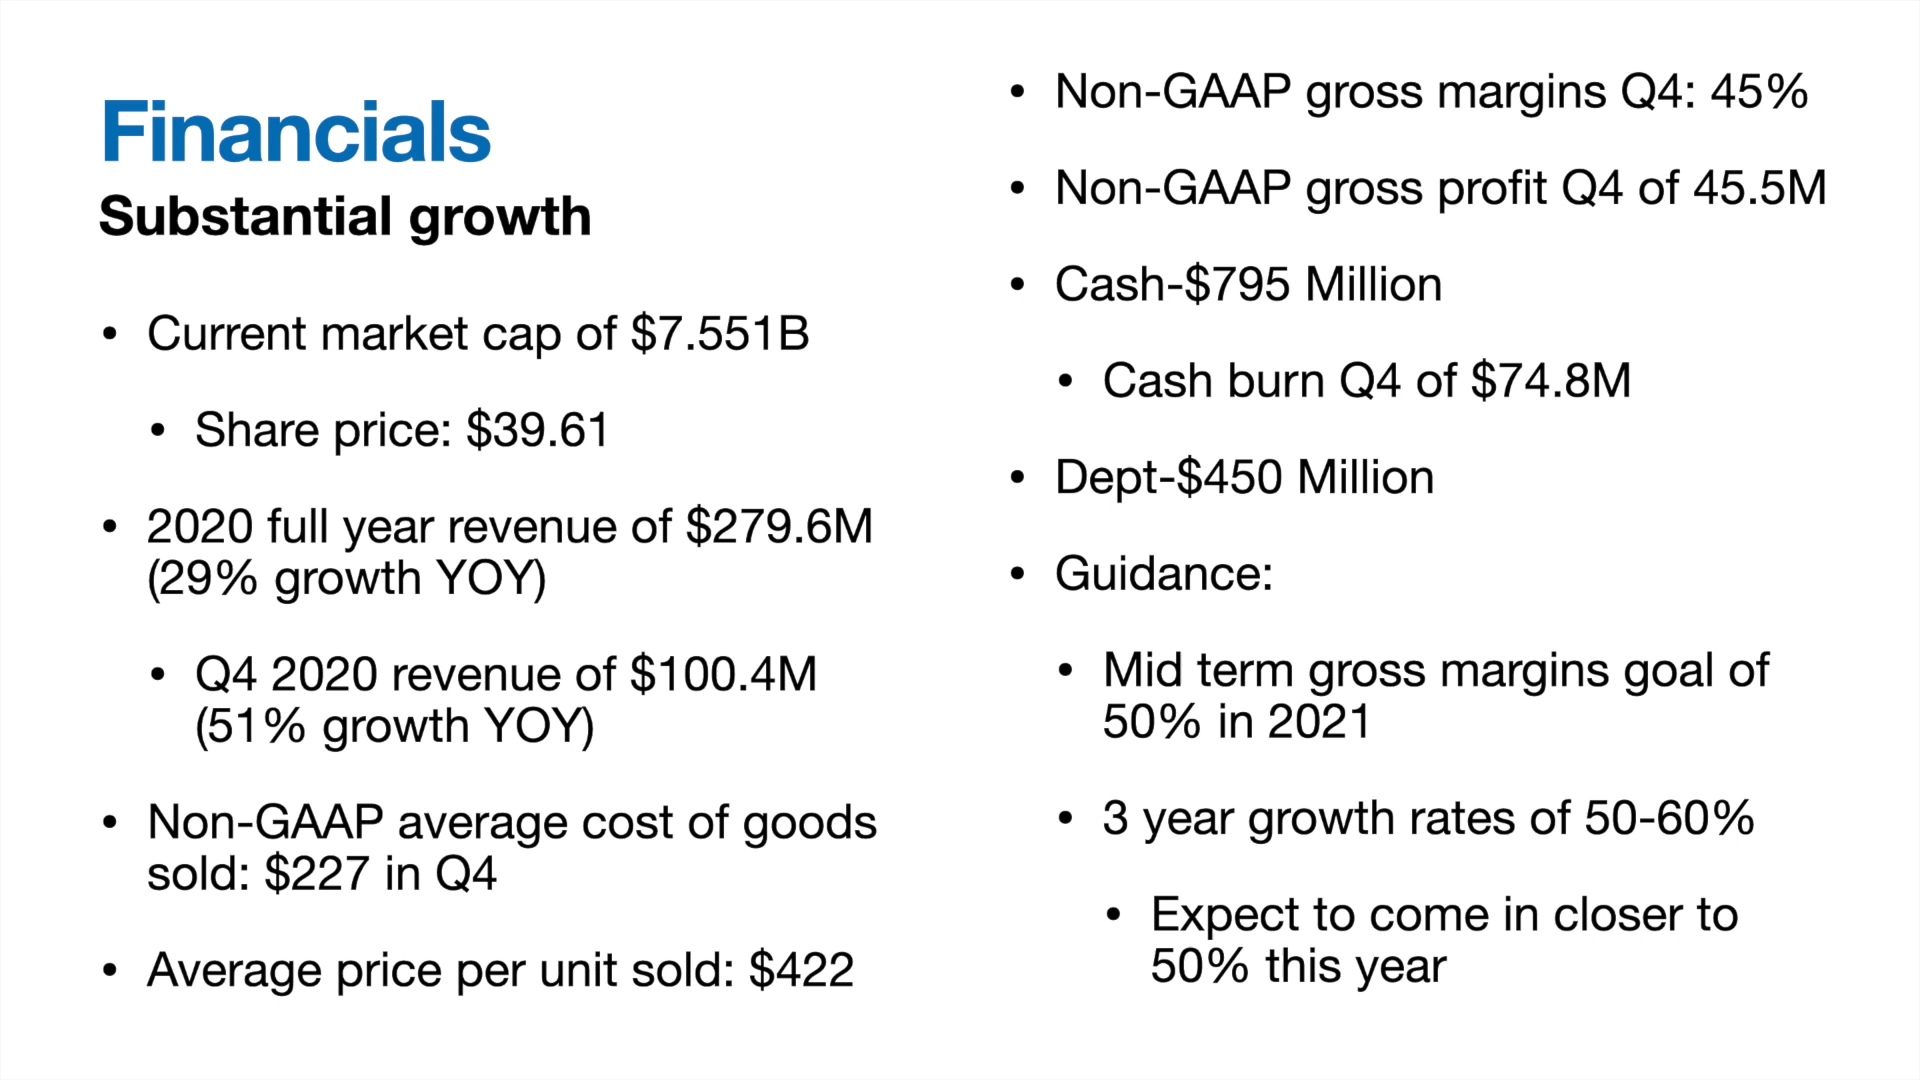 Financials
Substantial growth
• Current market cap of $7.551B
• Share price: $39.61
• 2020 full year revenue of $279.6M
(29% growth YOY)
• Q4 2020 revenue of $100.4M
(51% growth YOY)
• Non-GAAP average cost of goods
sold: $227 in Q4
• Average price per unit sold: $422
• Non-GAAP gross margins Q4: 45%
• Non-GAAP gross profit Q4 of 45.5M
• Cash-$795 Million
• Cash burn Q4 of $74.8M
• Dept-$450 Million
• Guidance:
• Mid term gross margins goal of
50% in 2021
• 3 year growth rates of 50-60%
• Expect to come in closer to
50% this year